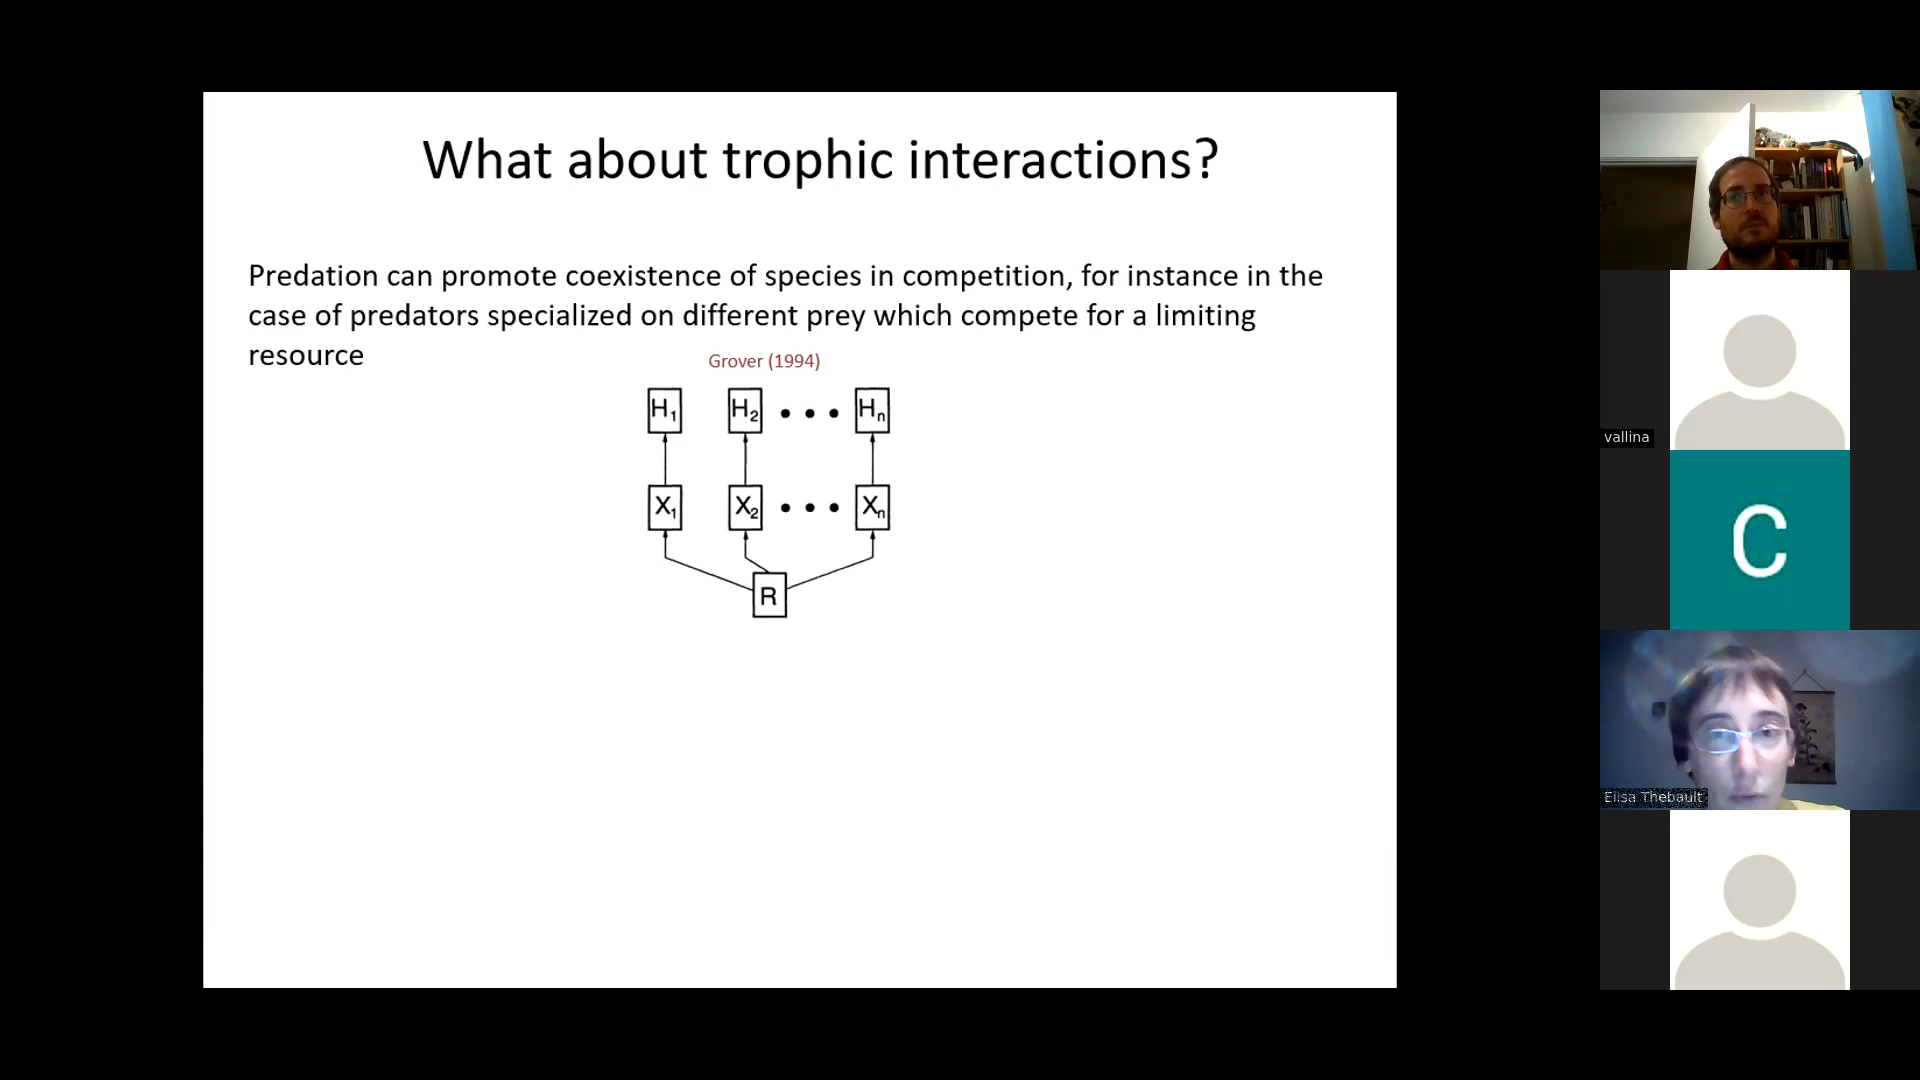 What about trophic interactions?
Predation can promote coexistence of species in competition, for instance in the
case of predators specialized on different prey which compete for a limiting
resource
Grover (1994)
H₁ H₂ • • • Hₙ
X₁ X₂ • • • Xₙ
R
vallina
C
Elisa Thebault